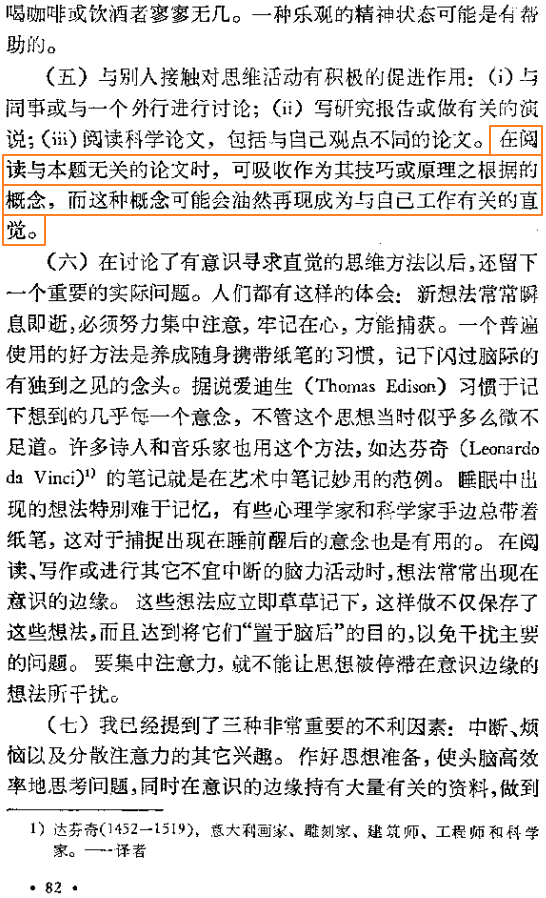 喝咖啡或饮酒者寥寥无几。一种乐观的精神状态可能是有帮
助的。
（五）与别人接触对思维活动有积极的促进作用：(i)与
同事或与一个外行进行讨论；(ii) 写研究报告或做有关的演
说；(iii)阅读科学论文，包括与自己观点不同的论文。在阅
读与本题无关的论文时，可吸收作为其技巧或原理之根据的
概念，而这种概念可能会油然再现成为与自己工作有关的直
觉。
（六）在讨论了有意识寻求直觉的思维方法以后，还留下
一个重要的实际问题。人们都有这样的体会：新想法常常瞬
息即逝，必须努力集中注意，牢记在心，方能捕获。一个普遍
使用的好方法是养成随身携带纸笔的习惯，记下闪过脑际的
有独到之见的念头。据说爱迪生（Thomas Edison）习惯于记
下想到的几乎每一个意念，不管这个思想当时似乎多么微不
足道。许多诗人和音乐家也用这个方法，如达芬奇（Leonardo
da Vinci)¹⁾ 的笔记就是在艺术中笔记妙用的范例。睡眠中出
现的想法特别难于记忆，有些心理学家和科学家手边总带着
纸笔，这对于捕捉出现在睡前醒后的意念也是有用的。在阅
读、写作或进行其它不宜中断的脑力活动时，想法常常出现在
意识的边缘。这些想法应立即草草记下，这样做不仅保存了
这些想法，而且达到将它们“置于脑后”的目的，以免干扰主要
的问题。要集中注意力，就不能让思想被停滞在意识边缘的
想法所干扰。
（七）我已经提到了三种非常重要的不利因素：中断、烦
恼以及分散注意力的其它兴趣。作好思想准备，使头脑高效
率地思考问题，同时在意识的边缘持有大量有关的资料，做到
1）达芬奇(1452—1519)，意大利画家、雕刻家、建筑师、工程师和科学
家。——译者
• 82 •